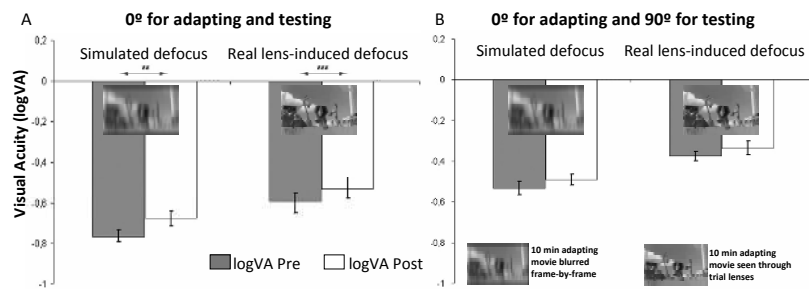 A
0º for adapting and testing
Simulated defocus
Real lens-induced defocus
##
###
Visual Acuity (logVA)
0,2
0
-0,2
-0,4
-0,6
-0,8
-1
logVA Pre
logVA Post
B
0º for adapting and 90º for testing
Simulated defocus
Real lens-induced defocus
0,2
0
-0,2
-0,4
-0,6
-0,8
-1
10 min adapting
movie blurred
frame-by-frame
10 min adapting
movie seen through
trial lenses